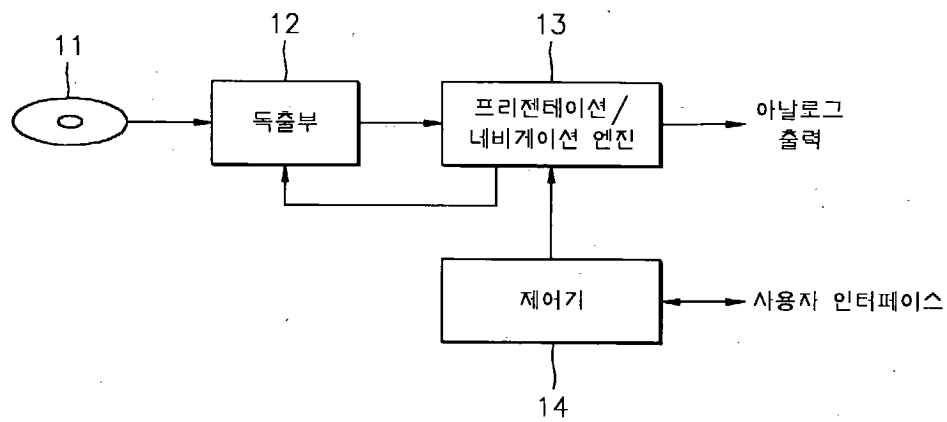 11
12
13
독출부
프리젠테이션/
네비게이션 엔진
아날로그
출력
제어기
사용자 인터페이스
14